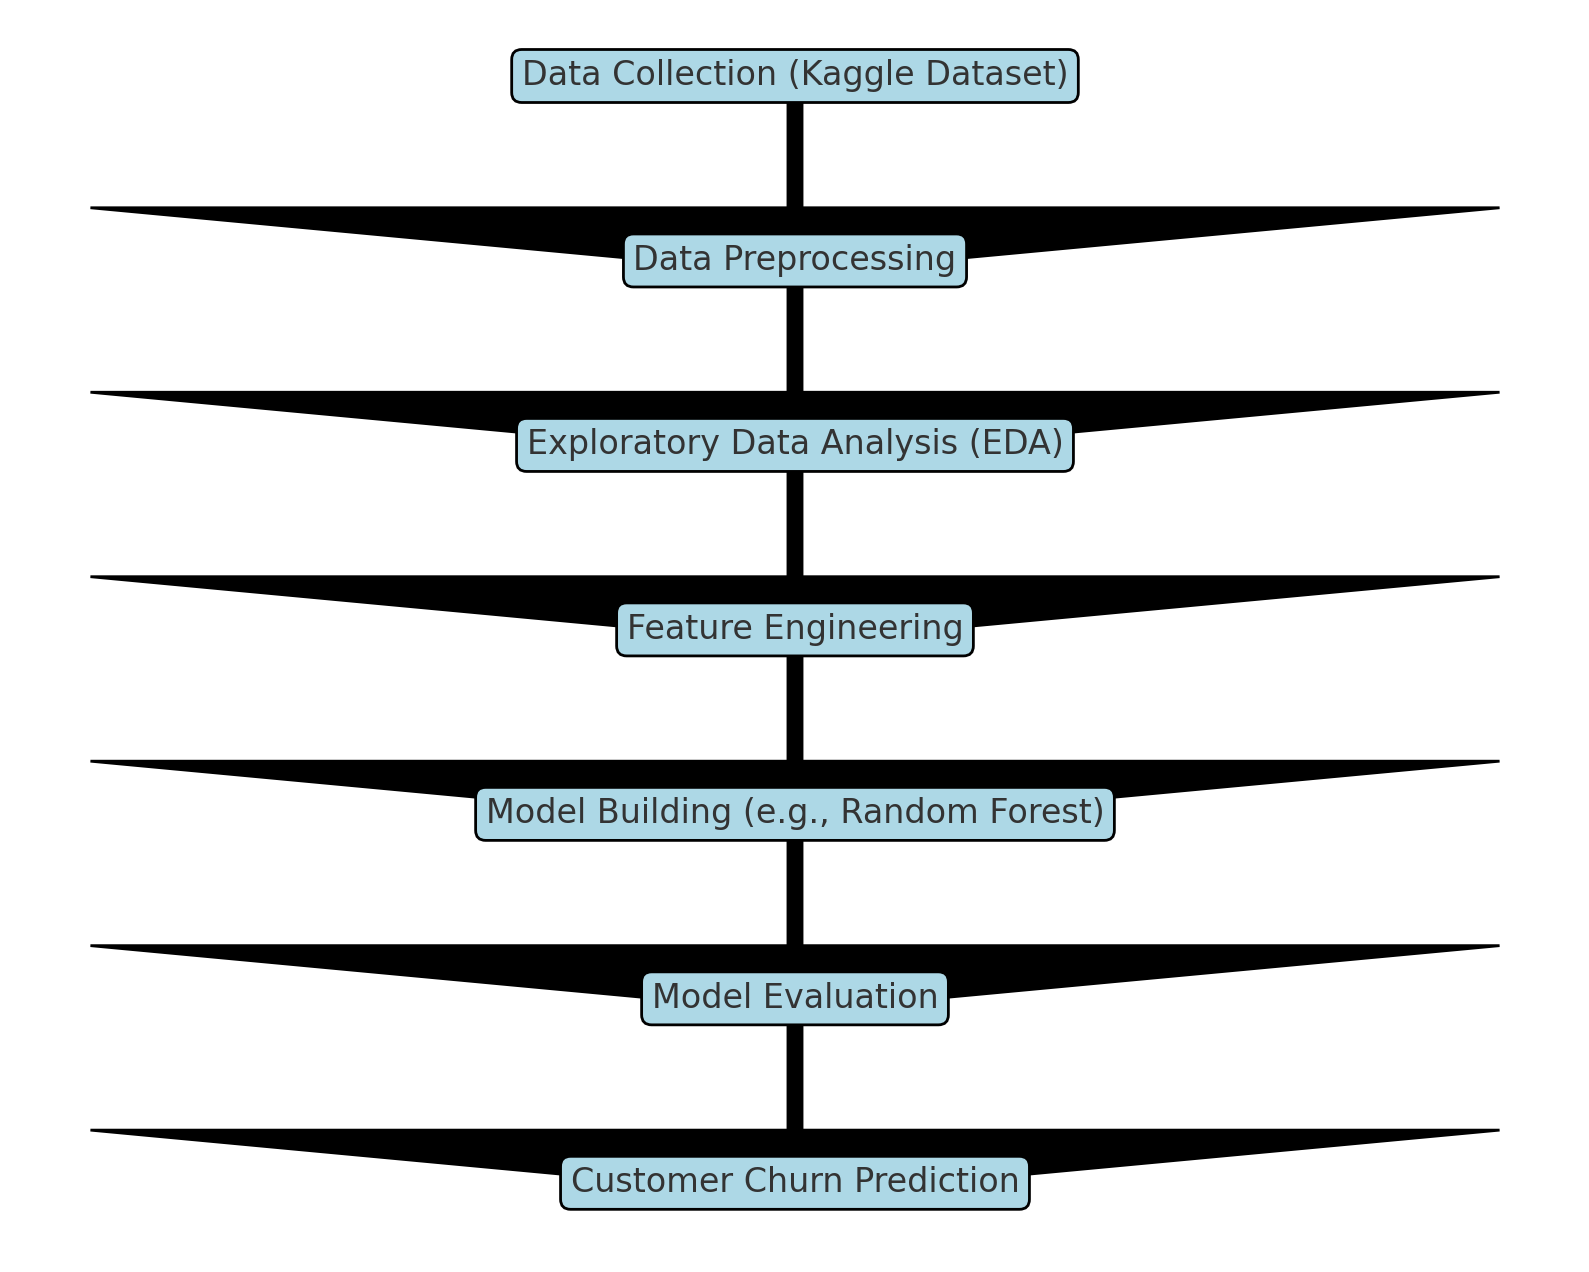 Data Collection (Kaggle Dataset)
Data Preprocessing
Exploratory Data Analysis (EDA)
Feature Engineering
Model Building (e.g., Random Forest)
Model Evaluation
Customer Churn Prediction